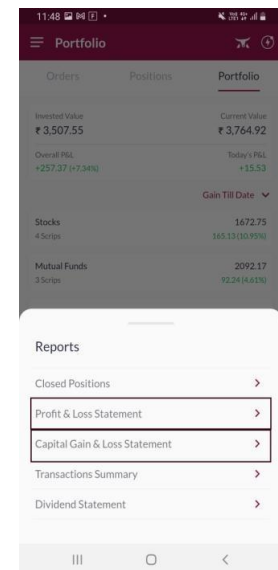 11:48
Portfolio
Orders Positions Portfolio
Invested Value Current Value
₹ 3,507.55 ₹ 3,764.92
Overall P&L Today's P&L
+257.37 (+7.34%) +15.53
Gain Till Date
Stocks 1672.75
4 Scrips 165.13 (10.95%)
Mutual Funds 2092.17
3 Scrips 92.24 (4.61%)
Reports
Closed Positions
Profit & Loss Statement
Capital Gain & Loss Statement
Transactions Summary
Dividend Statement